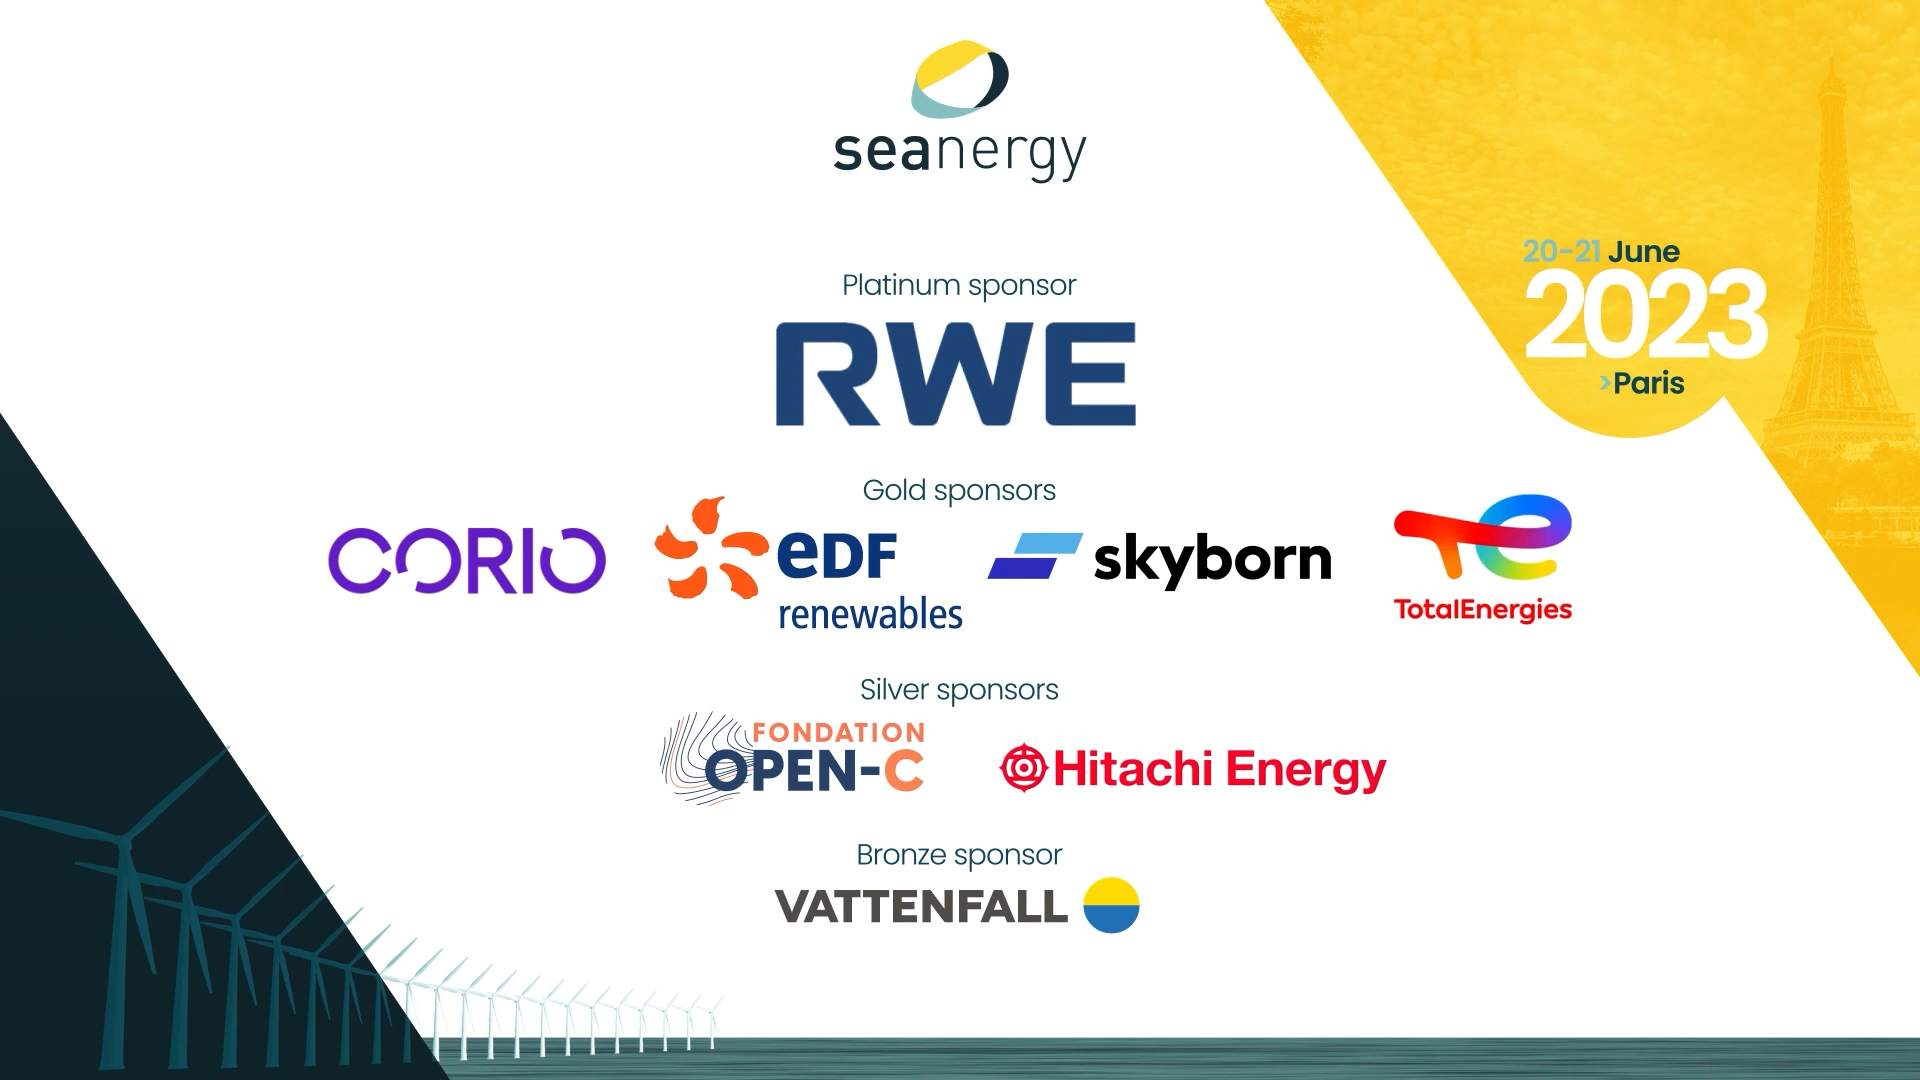 seanergy
20-21 June
2023
>Paris
Platinum sponsor
RWE
Gold sponsors
CORIO
eDF
renewables
skyborn
TotalEnergies
Silver sponsors
FONDATION
OPEN-C
Hitachi Energy
Bronze sponsor
VATTENFALL